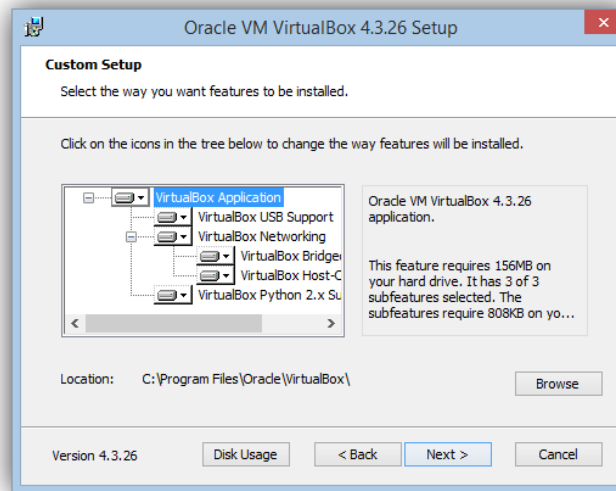 Oracle VM VirtualBox 4.3.26 Setup
Custom Setup
Select the way you want features to be installed.
Click on the icons in the tree below to change the way features will be installed.
VirtualBox Application
VirtualBox USB Support
VirtualBox Networking
VirtualBox Bridge
VirtualBox Host-C
VirtualBox Python 2.x Su
Oracle VM VirtualBox 4.3.26
application.
This feature requires 156MB on
your hard drive. It has 3 of 3
subfeatures selected. The
subfeatures require 808KB on yo...
Location: C:\Program Files\Oracle\VirtualBox\
Browse
Version 4.3.26
Disk Usage
< Back
Next >
Cancel